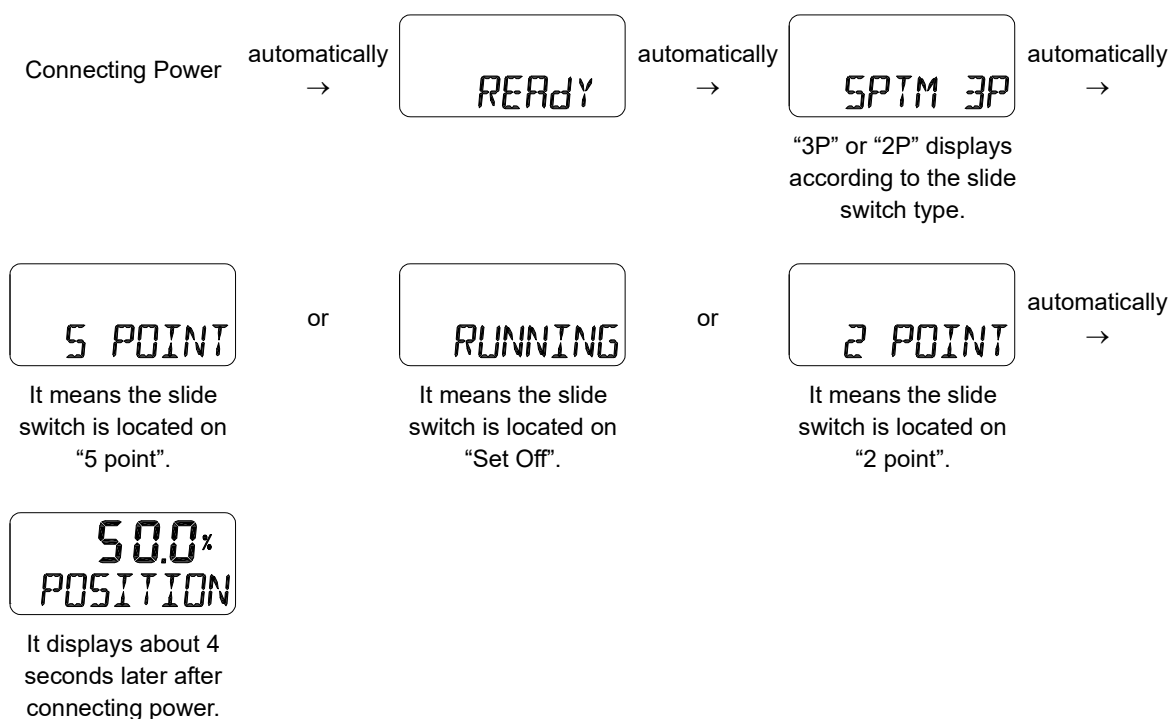 Connecting Power
automatically
→
READY
automatically
→
SPTM 3P
automatically
→
“3P” or “2P” displays
according to the slide
switch type.
5 POINT
or
RUNNING
or
2 POINT
automatically
→
It means the slide
switch is located on
“5 point”.
It means the slide
switch is located on
“Set Off”.
It means the slide
switch is located on
“2 point”.
50.0%
POSITION
It displays about 4
seconds later after
connecting power.